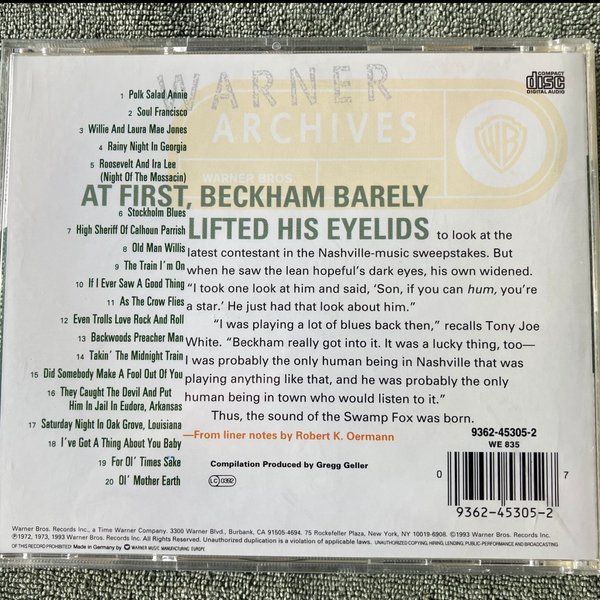 WARNER
ARCHIVES
WARNER BROS.
WB
COMPACT
disc
DIGITAL AUDIO
1 Polk Salad Annie
2 Soul Francisco
3 Willie And Laura Mae Jones
4 Rainy Night In Georgia
5 Roosevelt And Ira Lee
(Night Of The Mossacin)
6 Stockholm Blues
7 High Sheriff Of Calhoun Parrish
8 Old Man Willis
9 The Train I'm On
10 If I Ever Saw A Good Thing
11 As The Crow Flies
12 Even Trolls Love Rock And Roll
13 Backwoods Preacher Man
14 Takin' The Midnight Train
15 Did Somebody Make A Fool Out Of You
16 They Caught The Devil And Put
Him In Jail In Eudora, Arkansas
17 Saturday Night In Oak Grove, Louisiana
18 I've Got A Thing About You Baby
19 For Ol' Times Sake
20 Ol' Mother Earth
AT FIRST, BECKHAM BARELY
LIFTED HIS EYELIDS to look at the
latest contestant in the Nashville-music sweepstakes. But
when he saw the lean hopeful's dark eyes, his own widened.
"I took one look at him and said, 'Son, if you can hum, you're
a star.' He just had that look about him."
"I was playing a lot of blues back then," recalls Tony Joe
White. "Beckham really got into it. It was a lucky thing, too—
I was probably the only human being in Nashville that was
playing anything like that, and he was probably the only
human being in town who would listen to it."
Thus, the sound of the Swamp Fox was born.
—From liner notes by Robert K. Oermann
Compilation Produced by Gregg Geller
LC 0392
9362-45305-2
WE 835
0 7
9362-45305-2
Warner Bros. Records Inc., a Time Warner Company. 3300 Warner Blvd., Burbank, CA 91505-4694. 75 Rockefeller Plaza, New York, NY 10019-6908. ©1993 Warner Bros. Records Inc.
℗1972, 1973, 1993 Warner Bros. Records Inc. All Rights Reserved. Unauthorized duplication is a violation of applicable laws. UNAUTHORIZED COPYING, HIRING, LENDING, PUBLIC PERFORMANCE AND BROADCASTING
OF THIS RECORD PROHIBITED! Made in Germany by WARNER MUSIC MANUFACTURING EUROPE